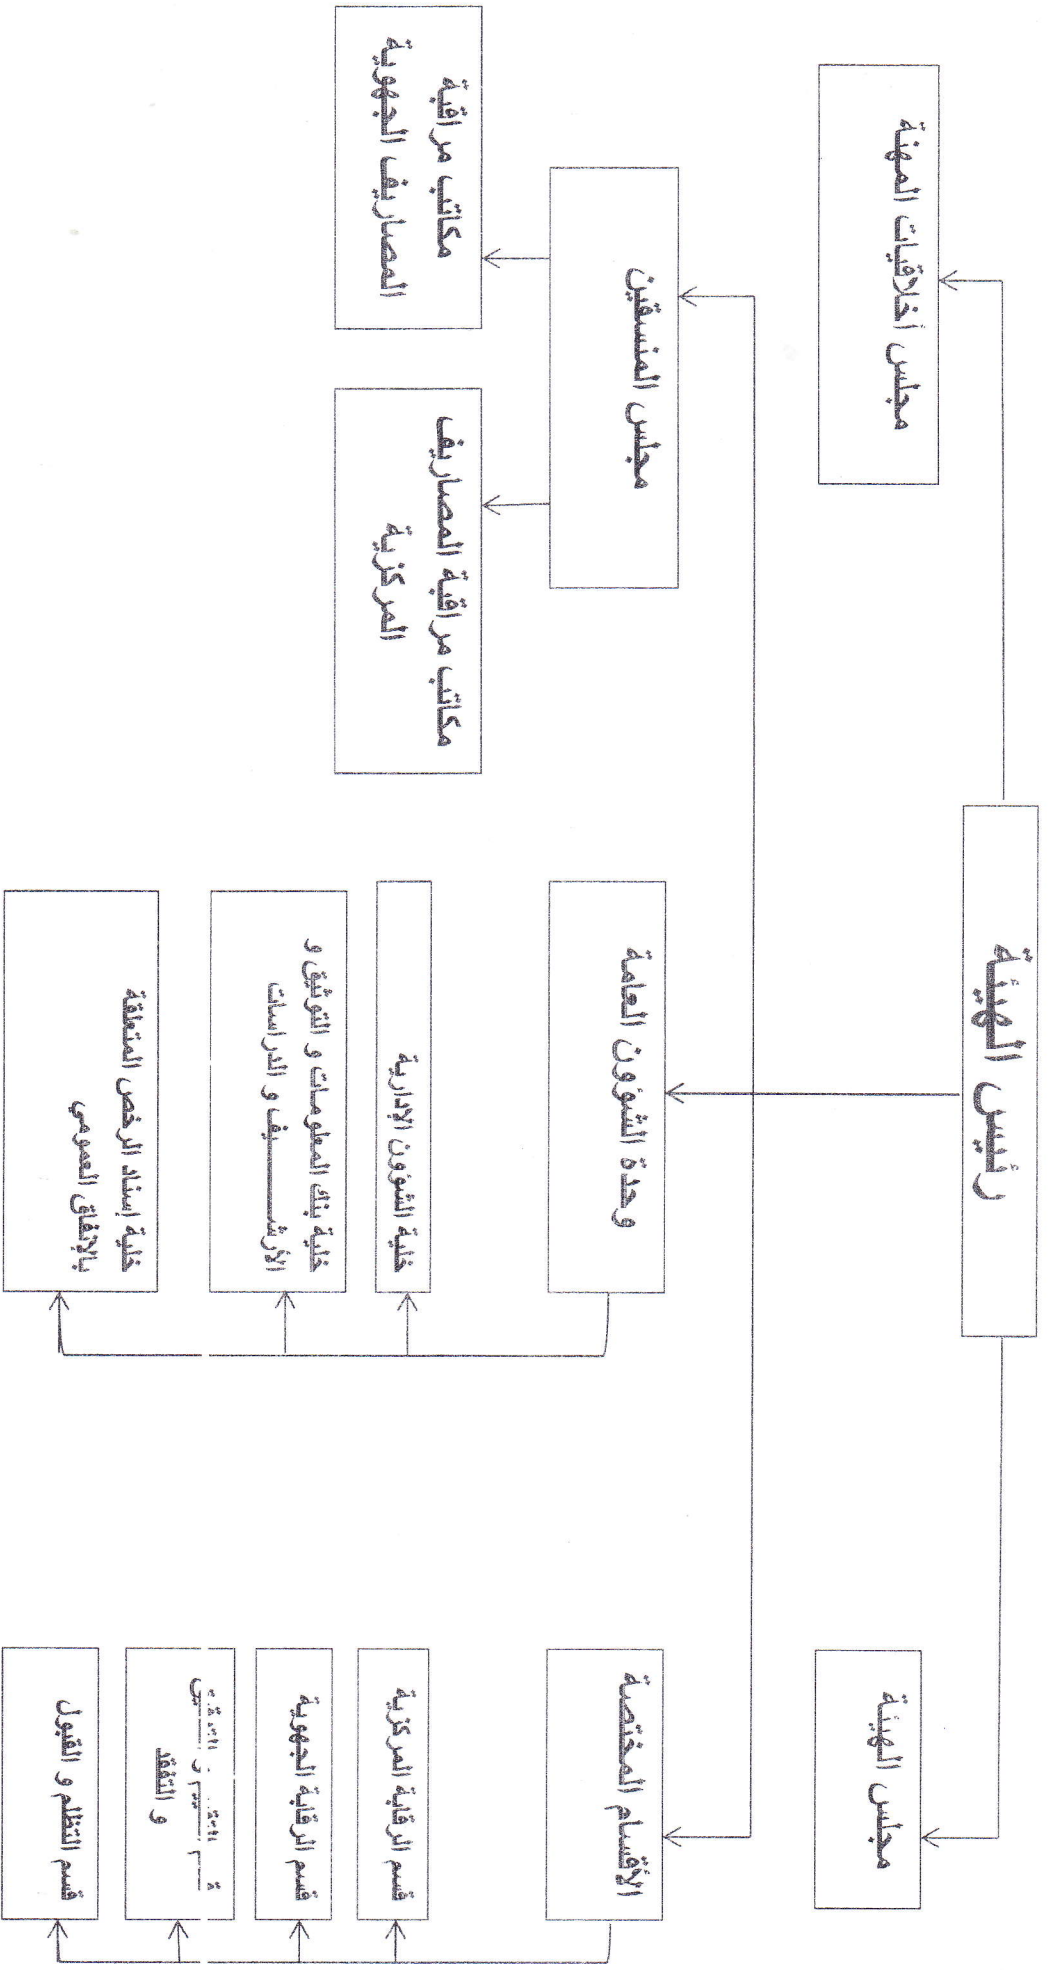 رئيس الهيئة
مجلس الهيئة
مجلس أخلاقيات المهنة
الأقسام المختصة
وحدة الشؤون العامة
مجلس المنسقين
قسم الرقابة المركزية
قسم الرقابة الجهوية
و التفقد
قسم التظلم و القبول
خلية الشؤون الإدارية
خلية بنك المعلومات و التوثيق و
الأرشــــــــيف و الدراسات
خلية إسناد الرخص المتعلقة
بالإنفاق العمومي
مكاتب مراقبة المصاريف
المركزية
مكاتب مراقبة
المصاريف الجهوية